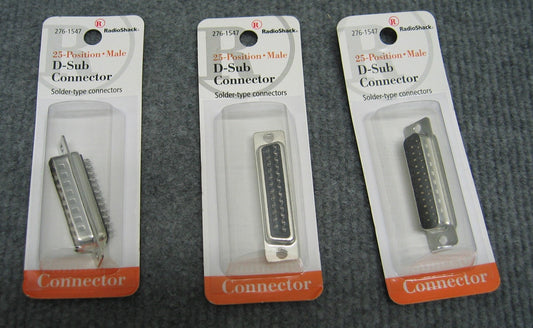 276-1547
R RadioShack.
25-Position • Male
D-Sub
Connector
Solder-type connectors
Connector
276-1547
R RadioShack.
25-Position • Male
D-Sub
Connector
Solder-type connectors
Connector
276-1547
R RadioShack.
25-Position • Male
D-Sub
Connector
Solder-type connectors
Connector